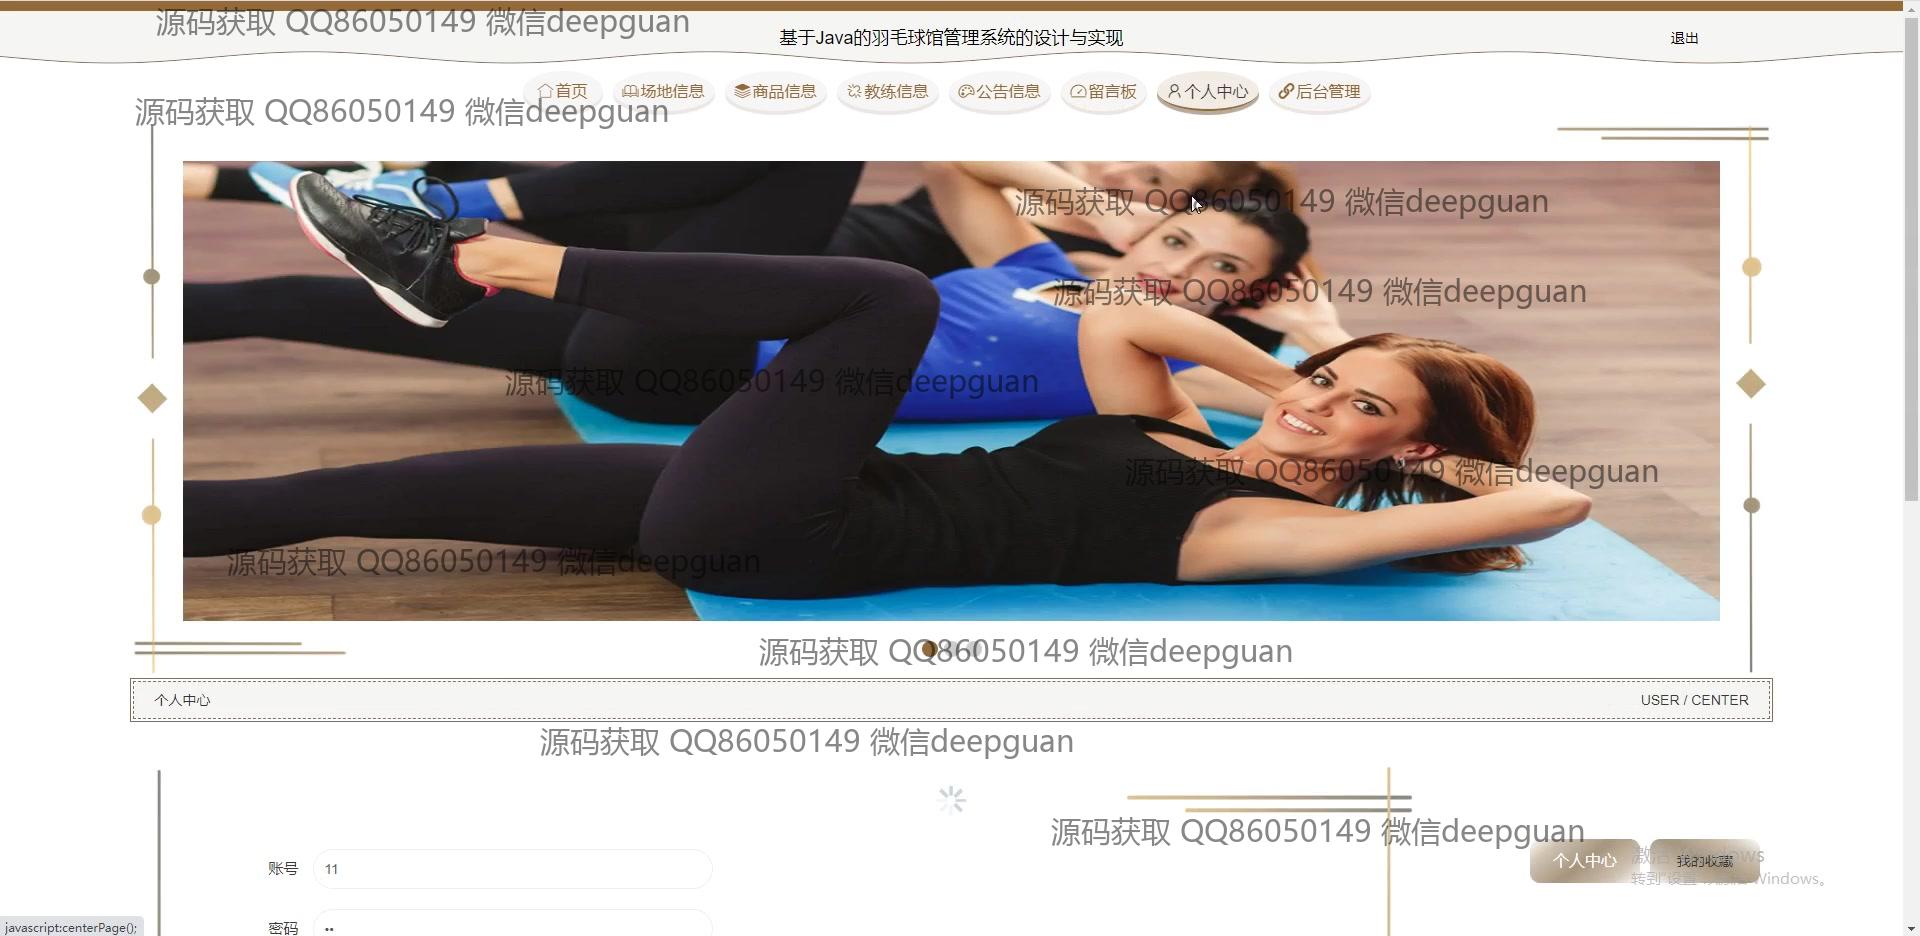 源码获取 QQ86050149 微信deepguan
基于Java的羽毛球馆管理系统的设计与实现
退出
首页
场地信息
商品信息
教练信息
公告信息
留言板
个人中心
后台管理
源码获取 QQ86050149 微信deepguan
源码获取 QQ86050149 微信deepguan
源码获取 QQ86050149 微信deepguan
源码获取 QQ86050149 微信deepguan
源码获取 QQ86050149 微信deepguan
源码获取 QQ86050149 微信deepguan
源码获取 QQ86050149 微信deepguan
个人中心
USER / CENTER
源码获取 QQ86050149 微信deepguan
源码获取 QQ86050149 微信deepguan
个人中心
我的收藏
账号
11
转到"设置"以激活 Windows。
密码
••
javascript:centerPage();